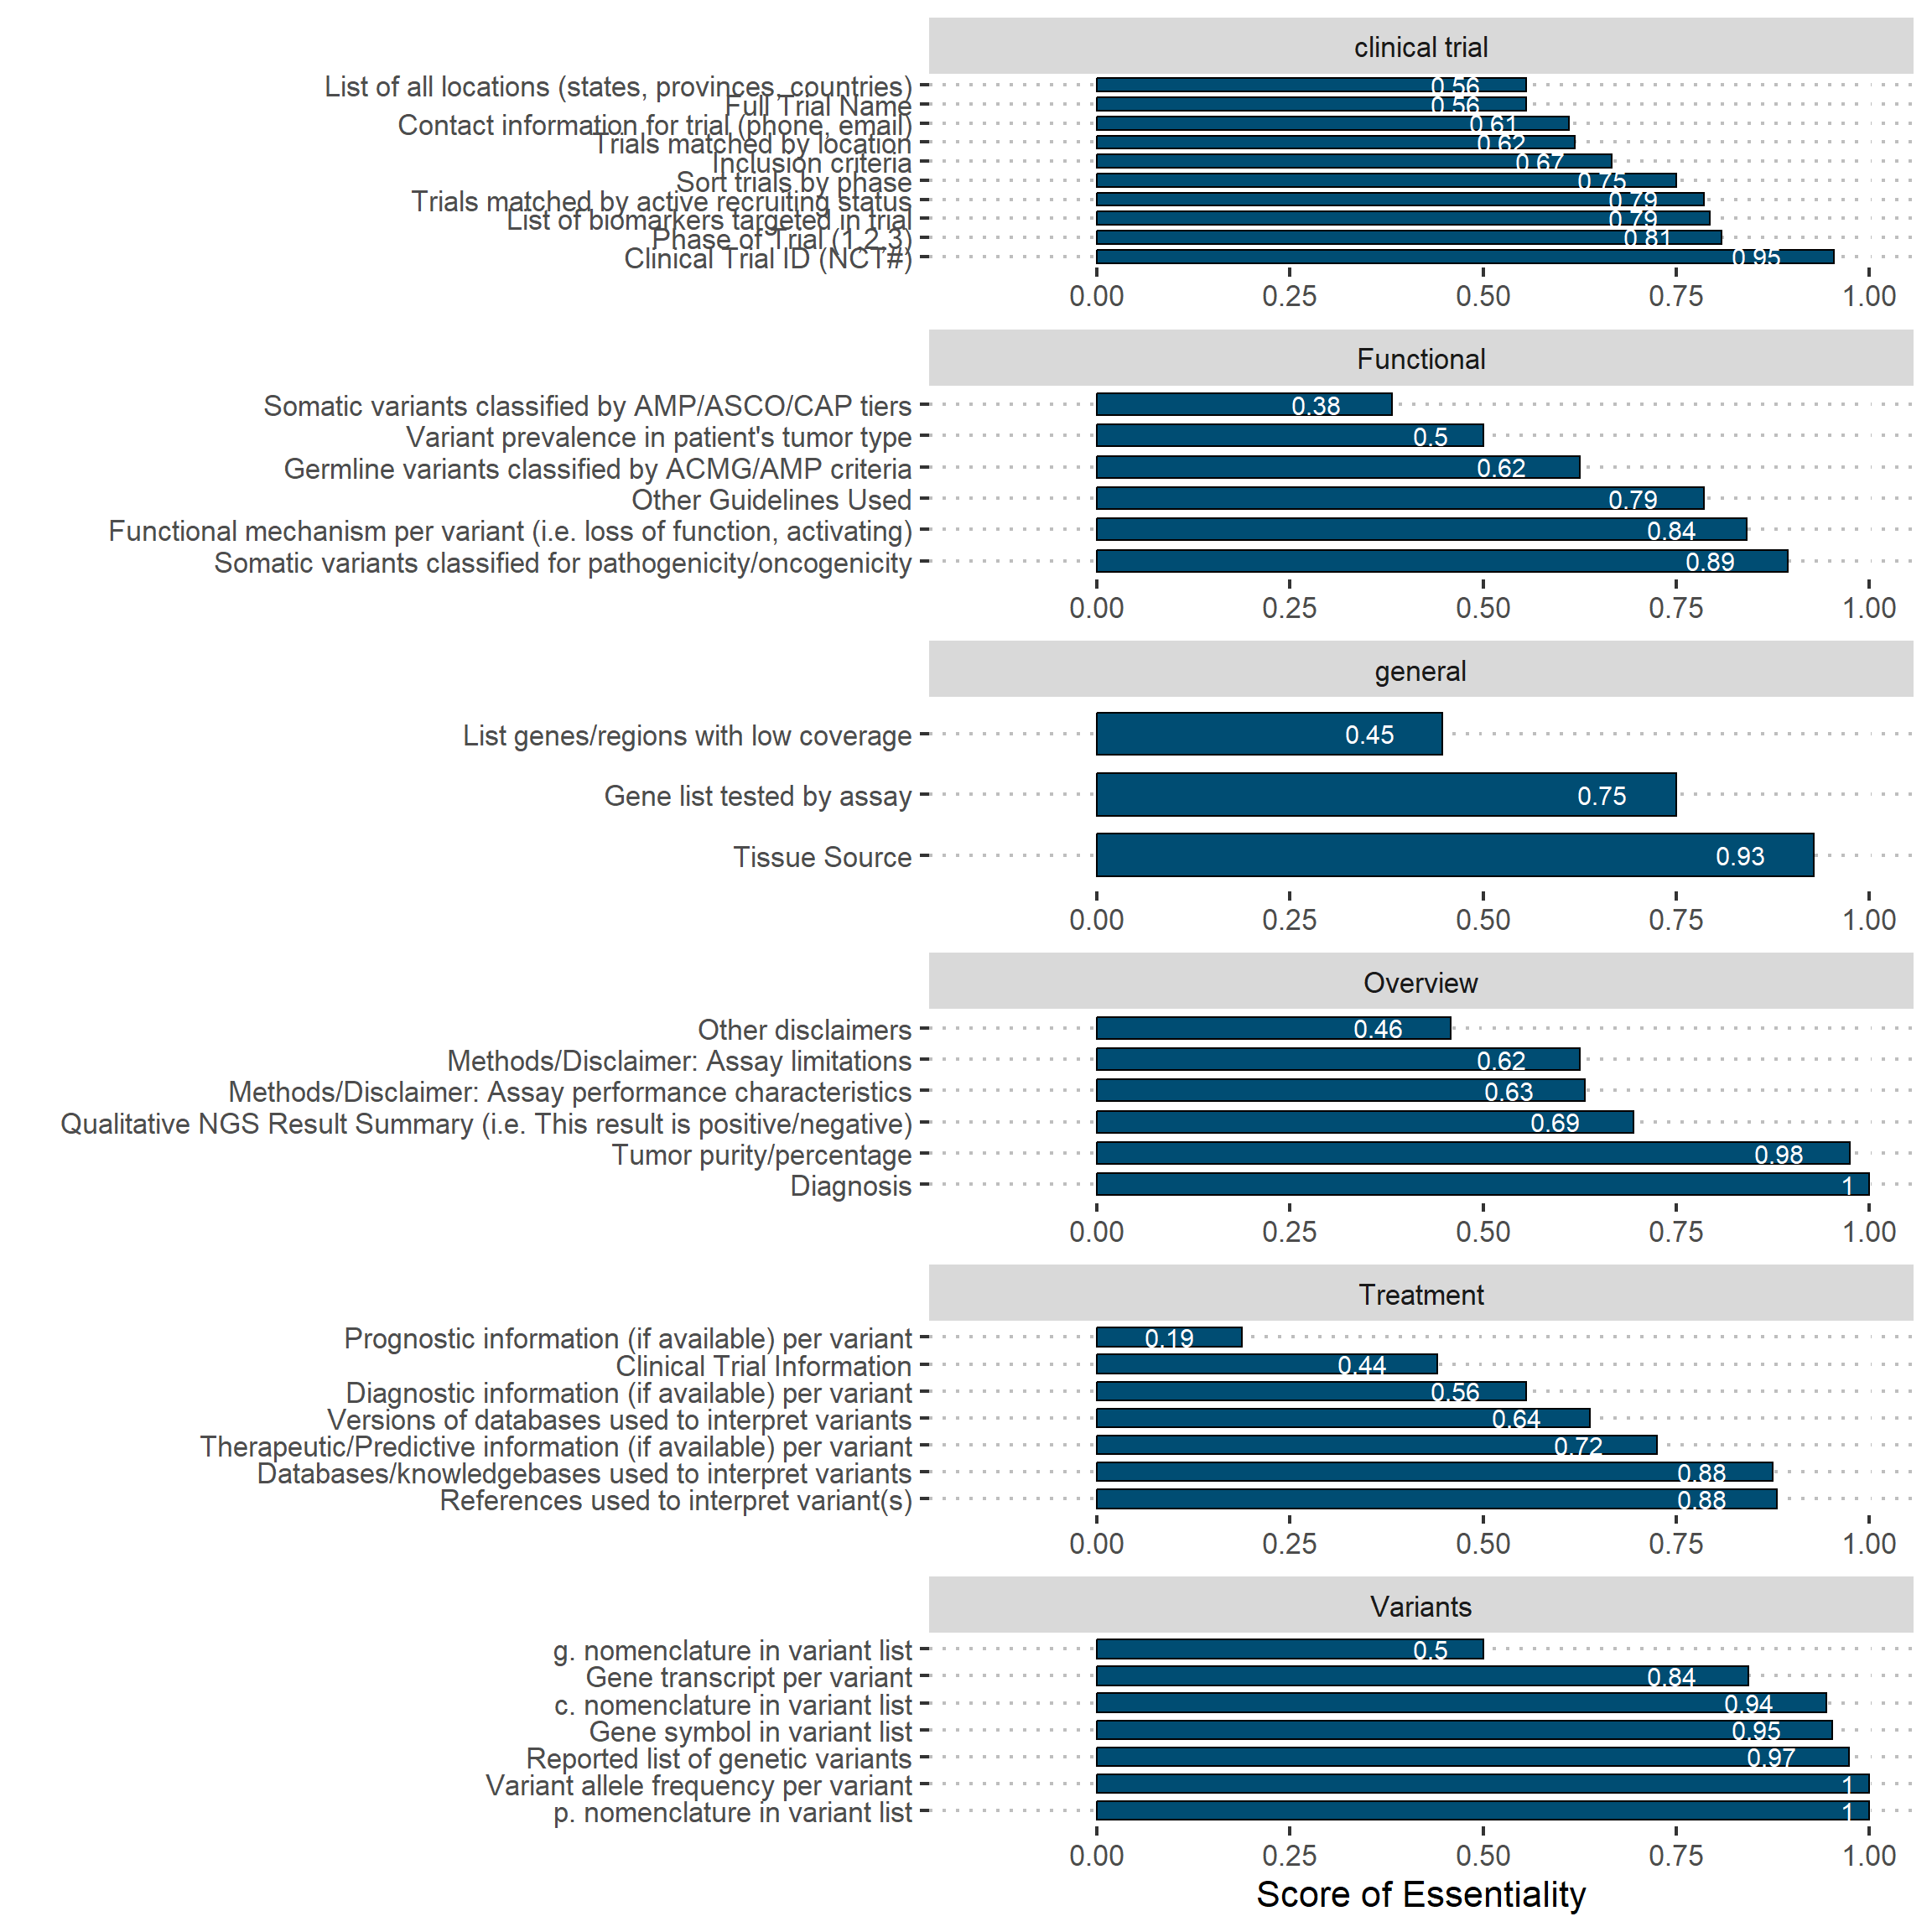 clinical trial
List of all locations (states, provinces, countries) 0.56
Full Trial Name 0.56
Contact information for trial (phone, email) 0.61
Trials matched by location 0.62
Inclusion criteria 0.67
Sort trials by phase 0.75
Trials matched by active recruiting status 0.79
List of biomarkers targeted in trial 0.79
Phase of Trial (1,2,3) 0.81
Clinical Trial ID (NCT#) 0.95
0.00 0.25 0.50 0.75 1.00
Functional
Somatic variants classified by AMP/ASCO/CAP tiers 0.38
Variant prevalence in patient's tumor type 0.5
Germline variants classified by ACMG/AMP criteria 0.62
Other Guidelines Used 0.79
Functional mechanism per variant (i.e. loss of function, activating) 0.84
Somatic variants classified for pathogenicity/oncogenicity 0.89
0.00 0.25 0.50 0.75 1.00
general
List genes/regions with low coverage 0.45
Gene list tested by assay 0.75
Tissue Source 0.93
0.00 0.25 0.50 0.75 1.00
Overview
Other disclaimers 0.46
Methods/Disclaimer: Assay limitations 0.62
Methods/Disclaimer: Assay performance characteristics 0.63
Qualitative NGS Result Summary (i.e. This result is positive/negative) 0.69
Tumor purity/percentage 0.98
Diagnosis 1
0.00 0.25 0.50 0.75 1.00
Treatment
Prognostic information (if available) per variant 0.19
Clinical Trial Information 0.44
Diagnostic information (if available) per variant 0.56
Versions of databases used to interpret variants 0.64
Therapeutic/Predictive information (if available) per variant 0.72
Databases/knowledgebases used to interpret variants 0.88
References used to interpret variant(s) 0.88
0.00 0.25 0.50 0.75 1.00
Variants
g. nomenclature in variant list 0.5
Gene transcript per variant 0.84
c. nomenclature in variant list 0.94
Gene symbol in variant list 0.95
Reported list of genetic variants 0.97
Variant allele frequency per variant 1
p. nomenclature in variant list 1
0.00 0.25 0.50 0.75 1.00
Score of Essentiality